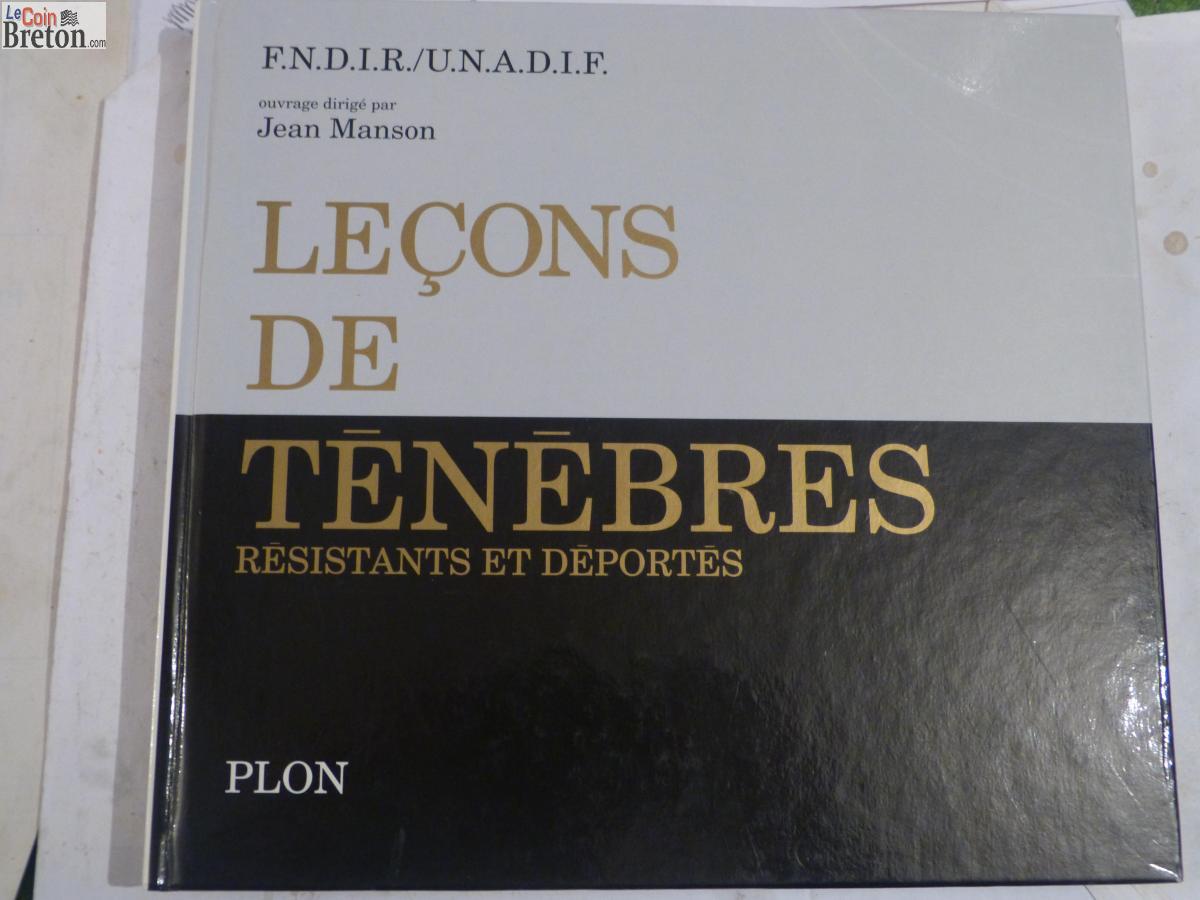 LeCoin
Breton.com
F.N.D.I.R./U.N.A.D.I.F.
ouvrage dirigé par
Jean Manson
LEÇONS
DE
TĒNĒBRES
RĒSISTANTS ET DĒPORTĒS
PLON